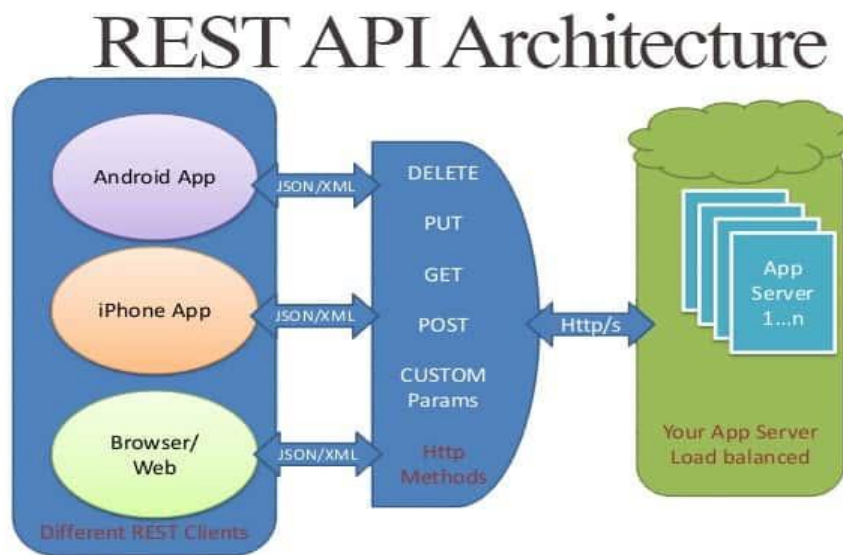 REST API Architecture
Android App
iPhone App
Browser/
Web
Different REST Clients
JSON/XML
JSON/XML
JSON/XML
DELETE
PUT
GET
POST
CUSTOM
Params
Http
Methods
Http/s
App
Server
1...n
Your App Server
Load balanced